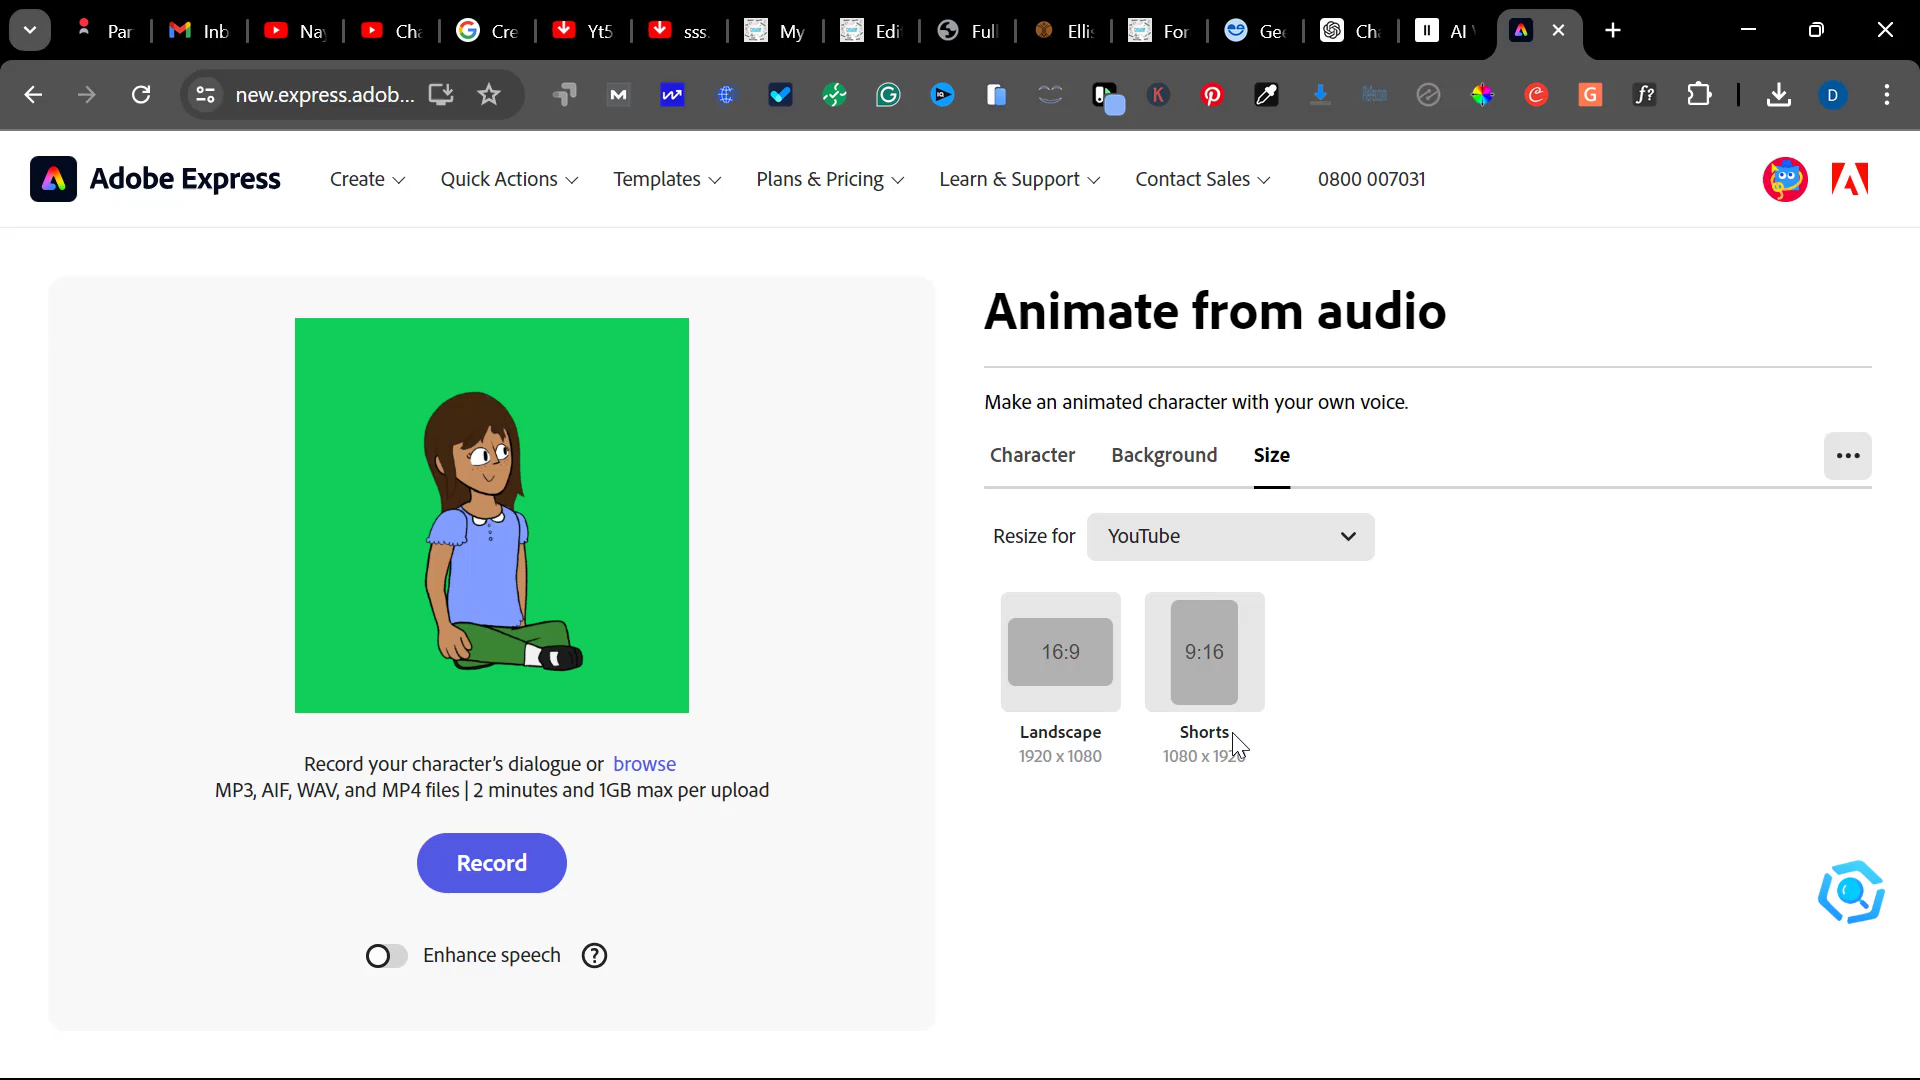 Par
Inb
Na
Cha
Cre
Yt5
sss.
My
Edi
Full
Ellis
For
Ge
Cha
AI
new.express.adob...
D
Adobe Express
Create
Quick Actions
Templates
Plans & Pricing
Learn & Support
Contact Sales
0800 007031
Animate from audio
Make an animated character with your own voice.
Character
Background
Size
Resize for
YouTube
16:9
9:16
Landscape
Shorts
1920 x 1080
1080 x 1920
Record your character's dialogue or browse
MP3, AIF, WAV, and MP4 files | 2 minutes and 1GB max per upload
Record
Enhance speech